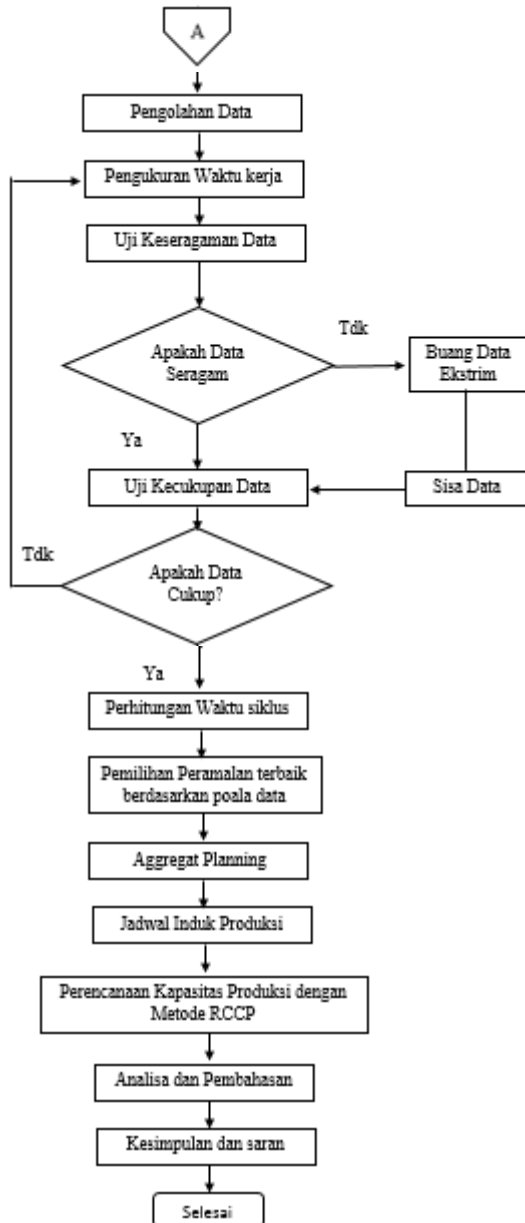 A
Pengolahan Data
Pengukuran Waktu kerja
Uji Keseragaman Data
Apakah Data
Seragam
Tdk
Buang Data
Ekstrim
Ya
Uji Kecukupan Data
Sisa Data
Tdk
Apakah Data
Cukup?
Ya
Perhitungan Waktu siklus
Pemilihan Peramalan terbaik
berdasarkan poala data
Aggregat Planning
Jadwal Induk Produksi
Perencanaan Kapasitas Produksi dengan
Metode RCCP
Analisa dan Pembahasan
Kesimpulan dan saran
Selesai